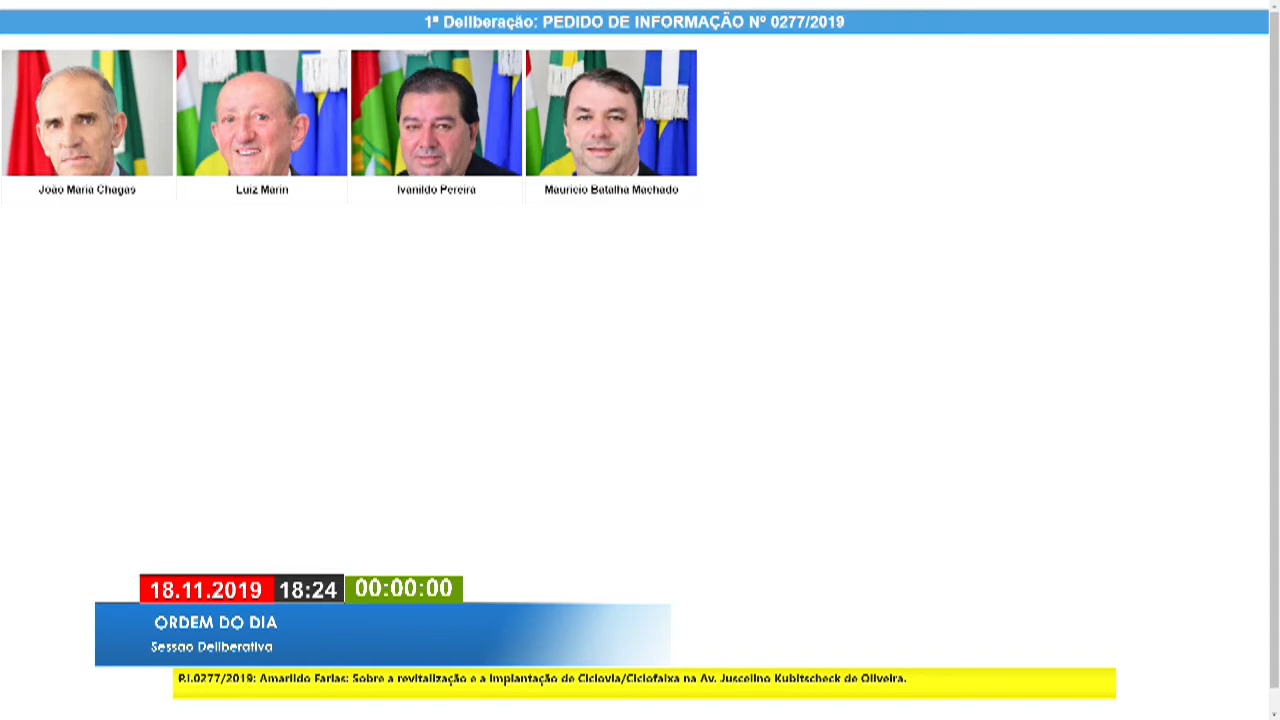 1ª Deliberação: PEDIDO DE INFORMAÇÃO Nº 0277/2019
João Maria Chagas
Luiz Marin
Ivanildo Pereira
Mauricio Batalha Machado
18.11.2019 18:24 00:00:00
ORDEM DO DIA
Sessao Deliberativa
P.I.0277/2019: Amarildo Farias: Sobre a revitalização e a implantação de Ciclovia/Ciclofaixa na Av. Juscelino Kubitscheck de Oliveira.